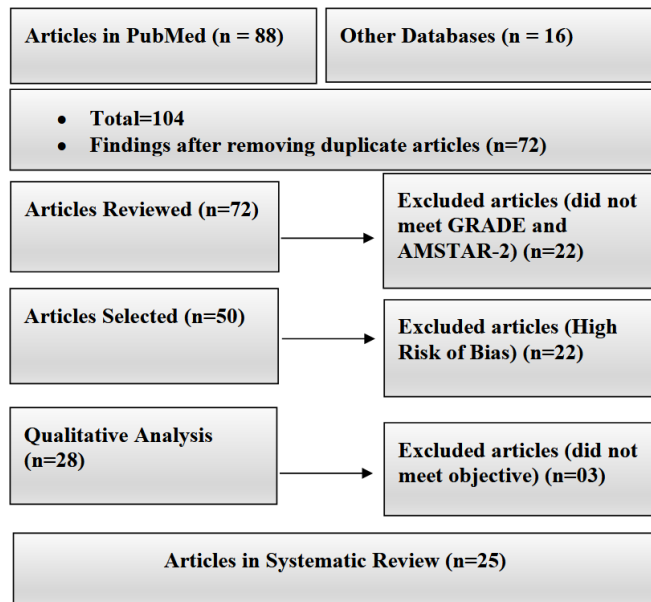 Articles in PubMed (n = 88)
Other Databases (n = 16)
• Total=104
• Findings after removing duplicate articles (n=72)
Articles Reviewed (n=72)
Excluded articles (did not
meet GRADE and
AMSTAR-2) (n=22)
Articles Selected (n=50)
Excluded articles (High
Risk of Bias) (n=22)
Qualitative Analysis
(n=28)
Excluded articles (did not
meet objective) (n=03)
Articles in Systematic Review (n=25)